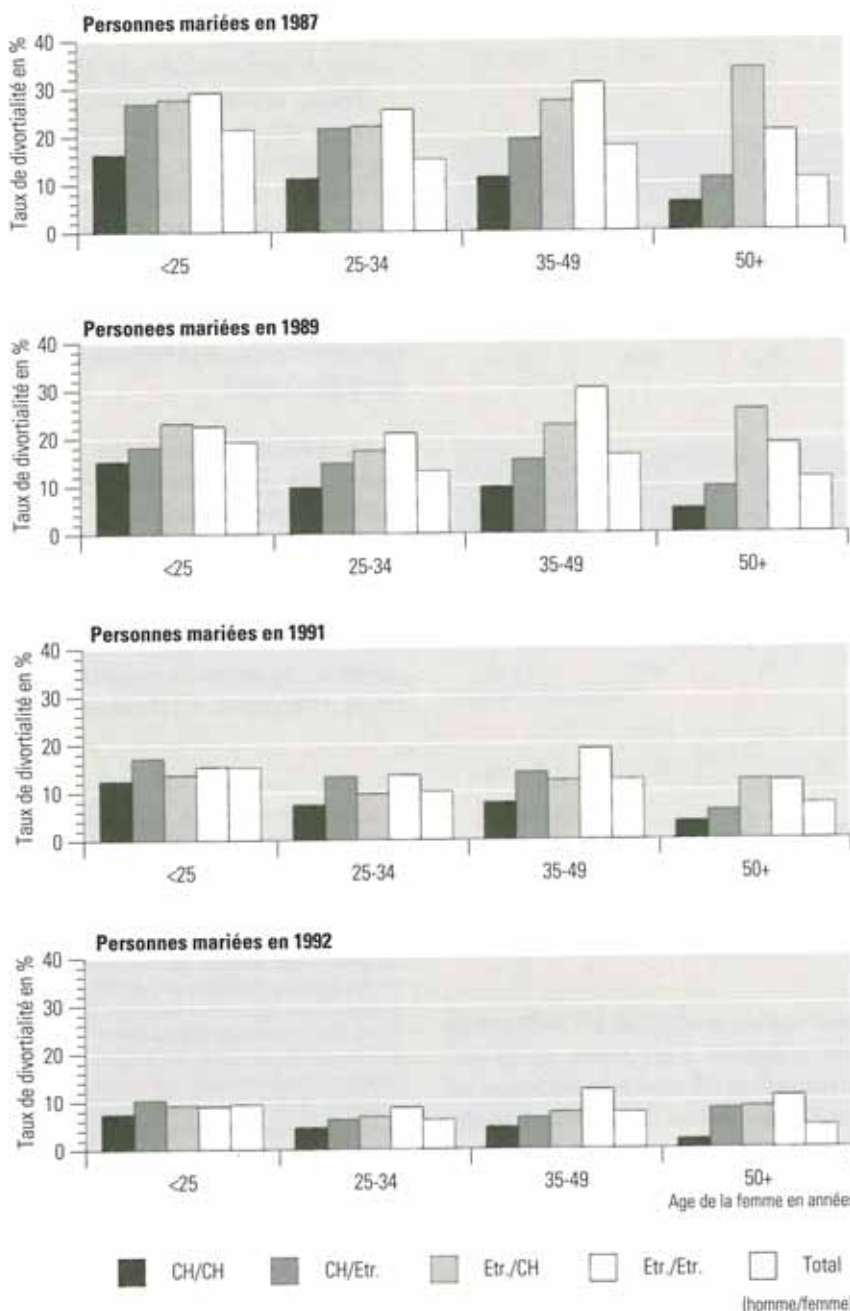 Personnes mariées en 1987
Taux de divortialité en %
40
30
20
10
0
<25 25-34 35-49 50+
Personees mariées en 1989
Taux de divortialité en %
40
30
20
10
0
<25 25-34 35-49 50+
Personnes mariées en 1991
Taux de divortialité en %
40
30
20
10
0
<25 25-34 35-49 50+
Personnes mariées en 1992
Taux de divortialité en %
40
30
20
10
0
<25 25-34 35-49 50+
Age de la femme en années
CH/CH CH/Etr. Etr./CH Etr./Etr. Total
(homme/femme)